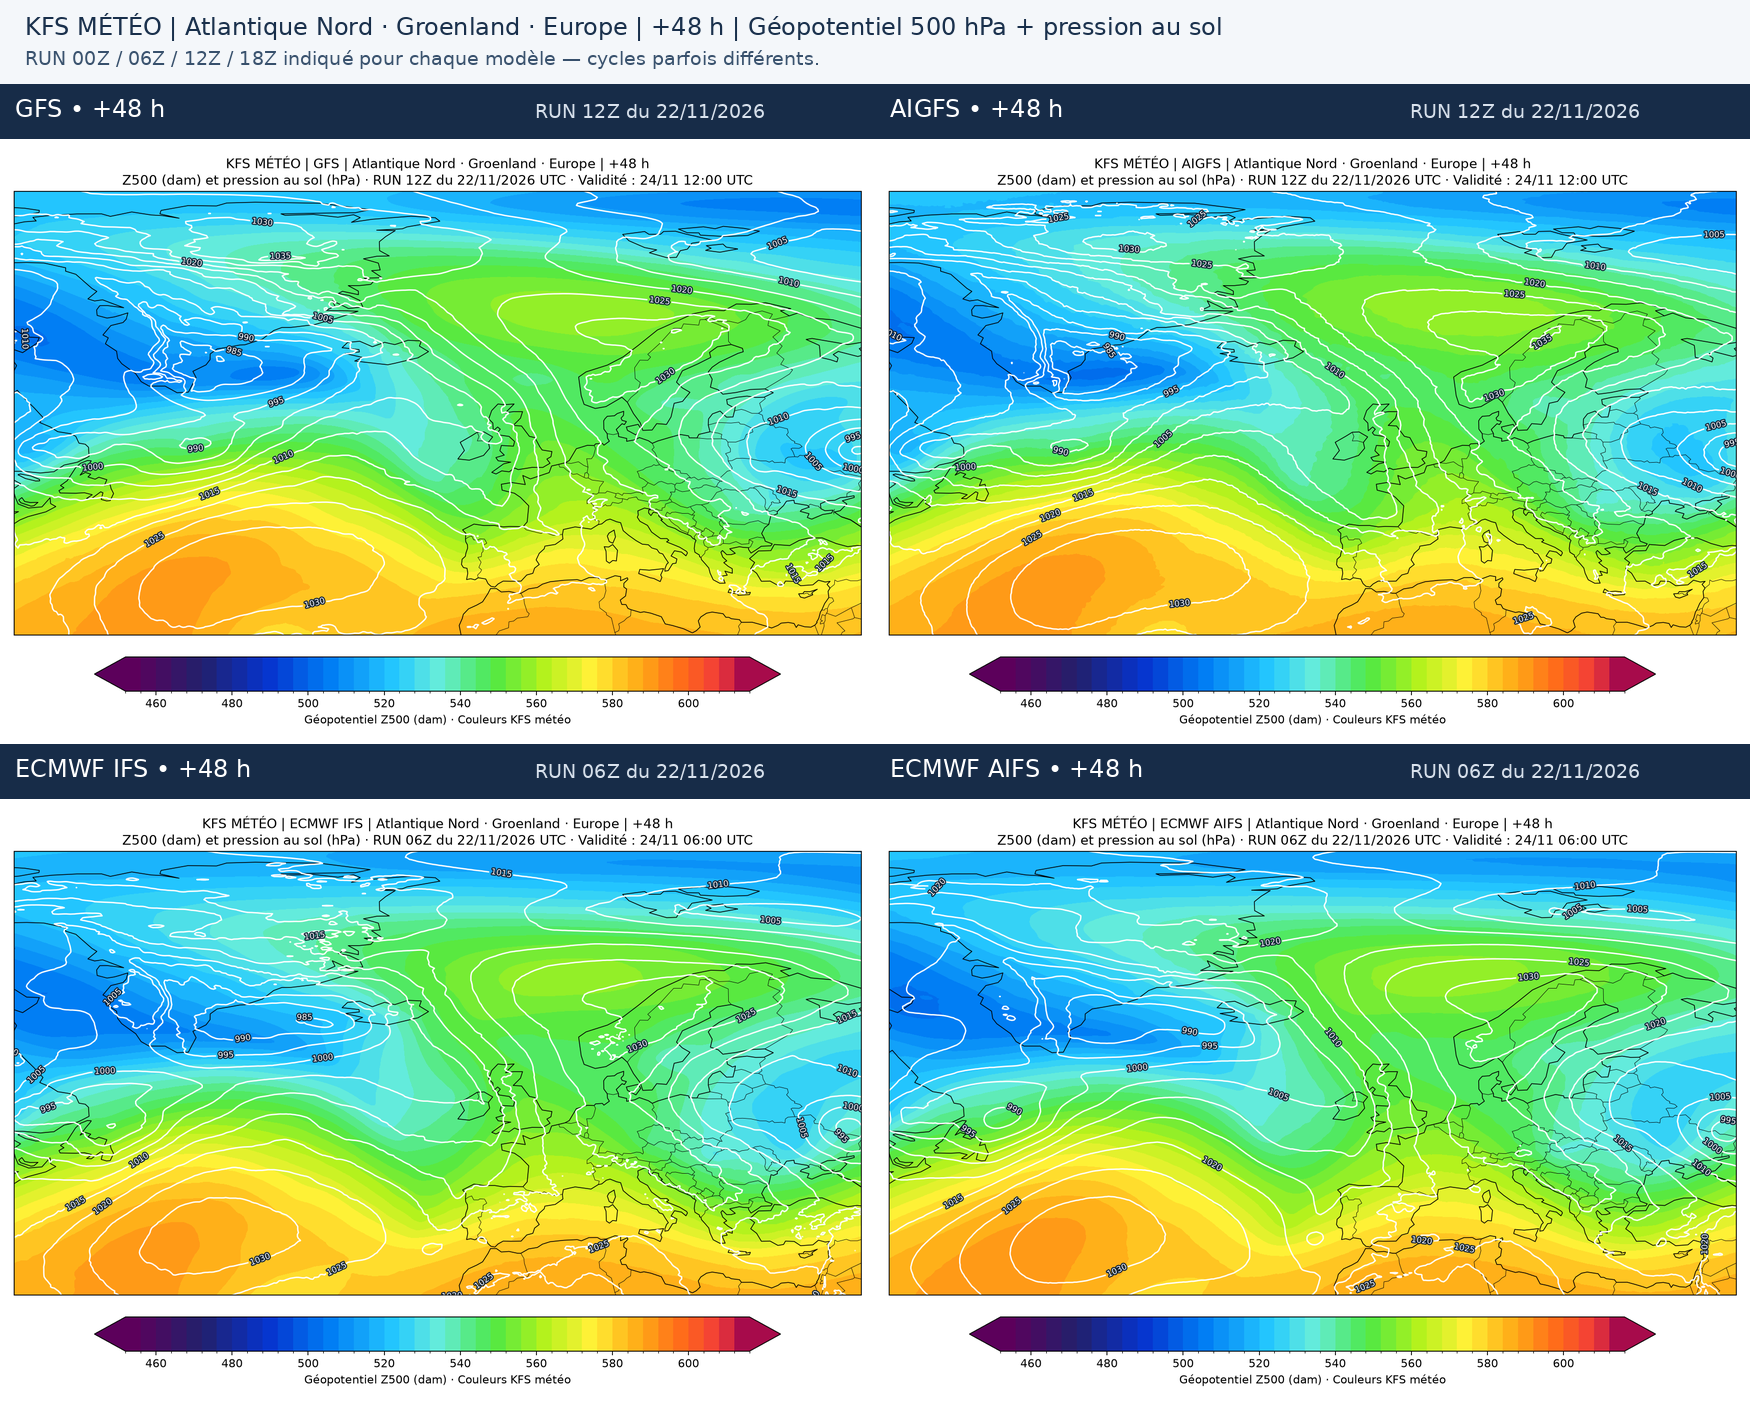 KFS MÉTÉO | Atlantique Nord · Groenland · Europe | +48 h | Géopotentiel 500 hPa + pression au sol
RUN 00Z / 06Z / 12Z / 18Z indiqué pour chaque modèle — cycles parfois différents.
GFS • +48 h
RUN 12Z du 22/11/2026
AIGFS • +48 h
RUN 12Z du 22/11/2026
KFS MÉTÉO | GFS | Atlantique Nord · Groenland · Europe | +48 h
Z500 (dam) et pression au sol (hPa) · RUN 12Z du 22/11/2026 UTC · Validité : 24/11 12:00 UTC
KFS MÉTÉO | AIGFS | Atlantique Nord · Groenland · Europe | +48 h
Z500 (dam) et pression au sol (hPa) · RUN 12Z du 22/11/2026 UTC · Validité : 24/11 12:00 UTC
460 480 500 520 540 560 580 600
Géopotentiel Z500 (dam) · Couleurs KFS météo
460 480 500 520 540 560 580 600
Géopotentiel Z500 (dam) · Couleurs KFS météo
ECMWF IFS • +48 h
RUN 06Z du 22/11/2026
ECMWF AIFS • +48 h
RUN 06Z du 22/11/2026
KFS MÉTÉO | ECMWF IFS | Atlantique Nord · Groenland · Europe | +48 h
Z500 (dam) et pression au sol (hPa) · RUN 06Z du 22/11/2026 UTC · Validité : 24/11 06:00 UTC
KFS MÉTÉO | ECMWF AIFS | Atlantique Nord · Groenland · Europe | +48 h
Z500 (dam) et pression au sol (hPa) · RUN 06Z du 22/11/2026 UTC · Validité : 24/11 06:00 UTC
460 480 500 520 540 560 580 600
Géopotentiel Z500 (dam) · Couleurs KFS météo
460 480 500 520 540 560 580 600
Géopotentiel Z500 (dam) · Couleurs KFS météo